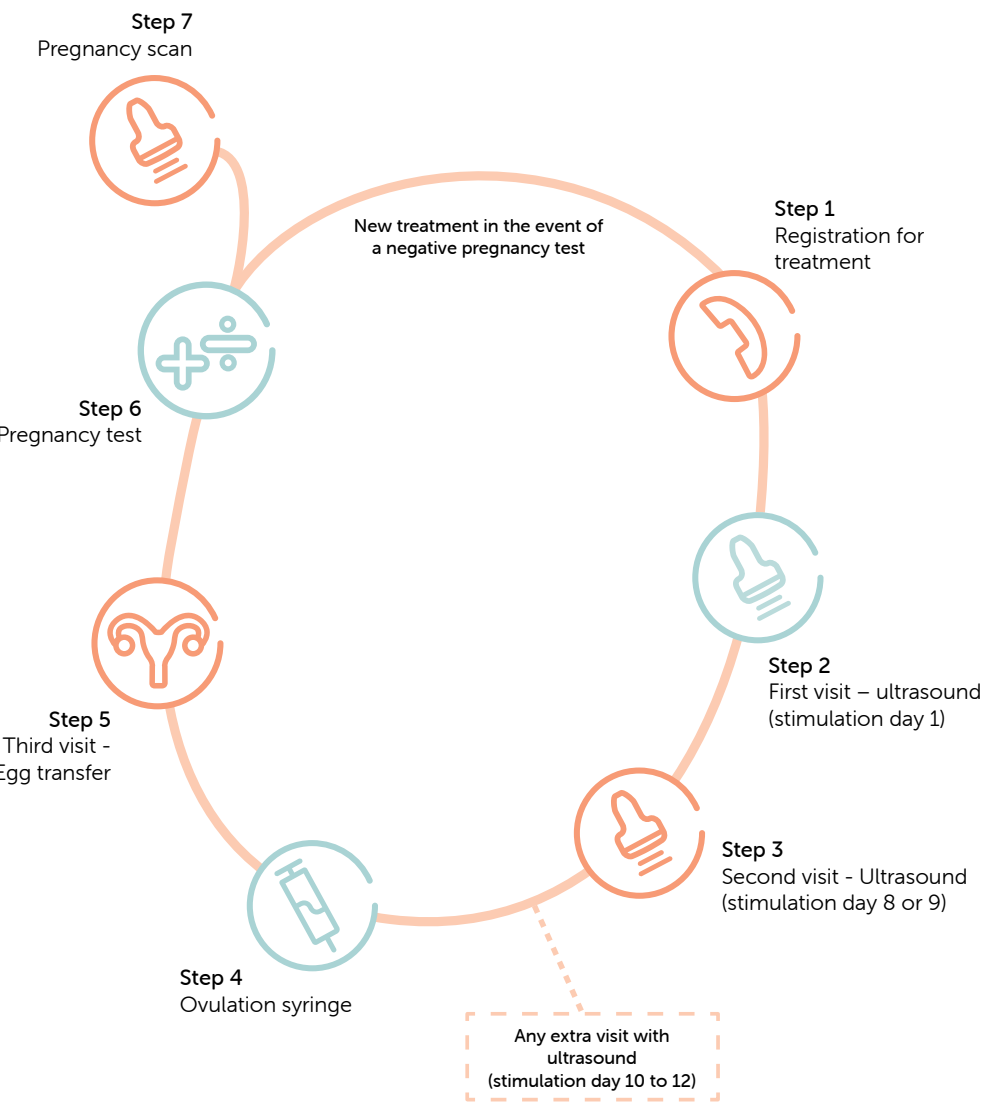 Step 7
Pregnancy scan
New treatment in the event of
a negative pregnancy test
Step 1
Registration for
treatment
Step 6
Pregnancy test
Step 2
First visit – ultrasound
(stimulation day 1)
Step 5
Third visit -
Egg transfer
Step 3
Second visit - Ultrasound
(stimulation day 8 or 9)
Step 4
Ovulation syringe
Any extra visit with
ultrasound
(stimulation day 10 to 12)